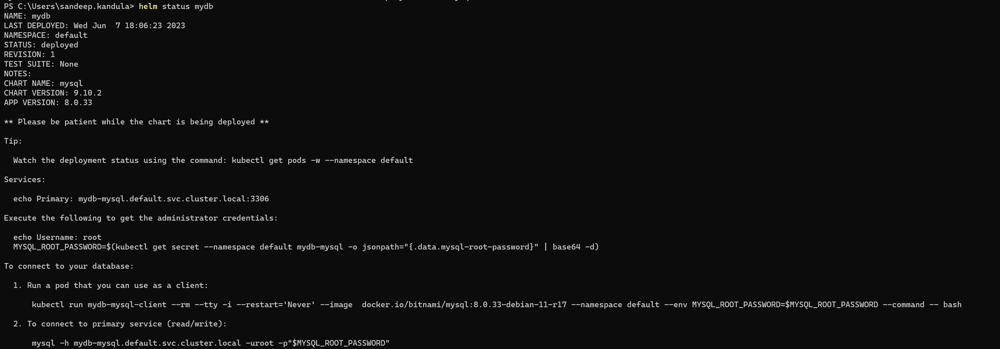 PS C:\Users\sandeep.kandula> helm status mydb
NAME: mydb
LAST DEPLOYED: Wed Jun  7 18:06:23 2023
NAMESPACE: default
STATUS: deployed
REVISION: 1
TEST SUITE: None
NOTES:
CHART NAME: mysql
CHART VERSION: 9.10.2
APP VERSION: 8.0.33
** Please be patient while the chart is being deployed **
Tip:
  Watch the deployment status using the command: kubectl get pods -w --namespace default
Services:
  echo Primary: mydb-mysql.default.svc.cluster.local:3306
Execute the following to get the administrator credentials:
  echo Username: root
  MYSQL_ROOT_PASSWORD=$(kubectl get secret --namespace default mydb-mysql -o jsonpath="{.data.mysql-root-password}" | base64 -d)
To connect to your database:
  1. Run a pod that you can use as a client:
      kubectl run mydb-mysql-client --rm --tty -i --restart='Never' --image  docker.io/bitnami/mysql:8.0.33-debian-11-r17 --namespace default --env MYSQL_ROOT_PASSWORD=$MYSQL_ROOT_PASSWORD --command -- bash
  2. To connect to primary service (read/write):
      mysql -h mydb-mysql.default.svc.cluster.local -uroot -p"$MYSQL_ROOT_PASSWORD"